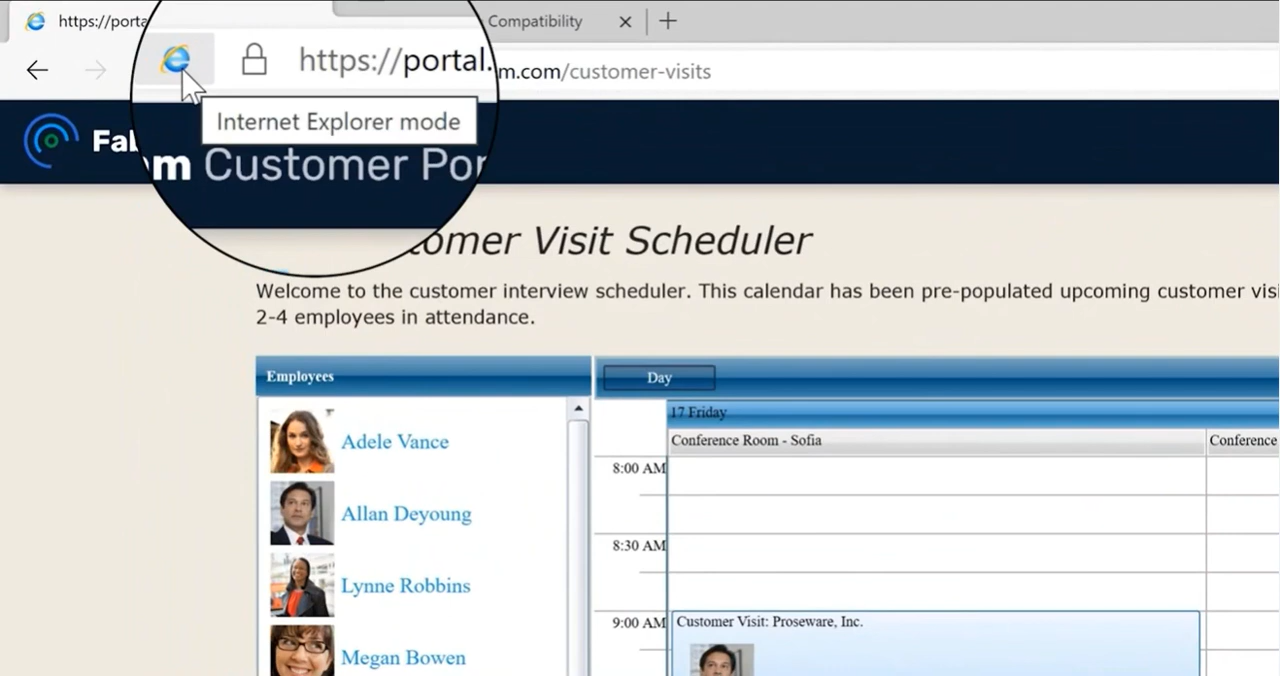 https://porta
Compatibility
https://portal.
m.com/customer-visits
Internet Explorer mode
Fab
m Customer Por
tomer Visit Scheduler
Welcome to the customer interview scheduler. This calendar has been pre-populated upcoming customer vis
2-4 employees in attendance.
Employees
Day
17 Friday
Conference Room - Sofia
Conference
Adele Vance
Allan Deyoung
Lynne Robbins
Megan Bowen
8:00 AM
8:30 AM
9:00 AM
Customer Visit: Proseware, Inc.